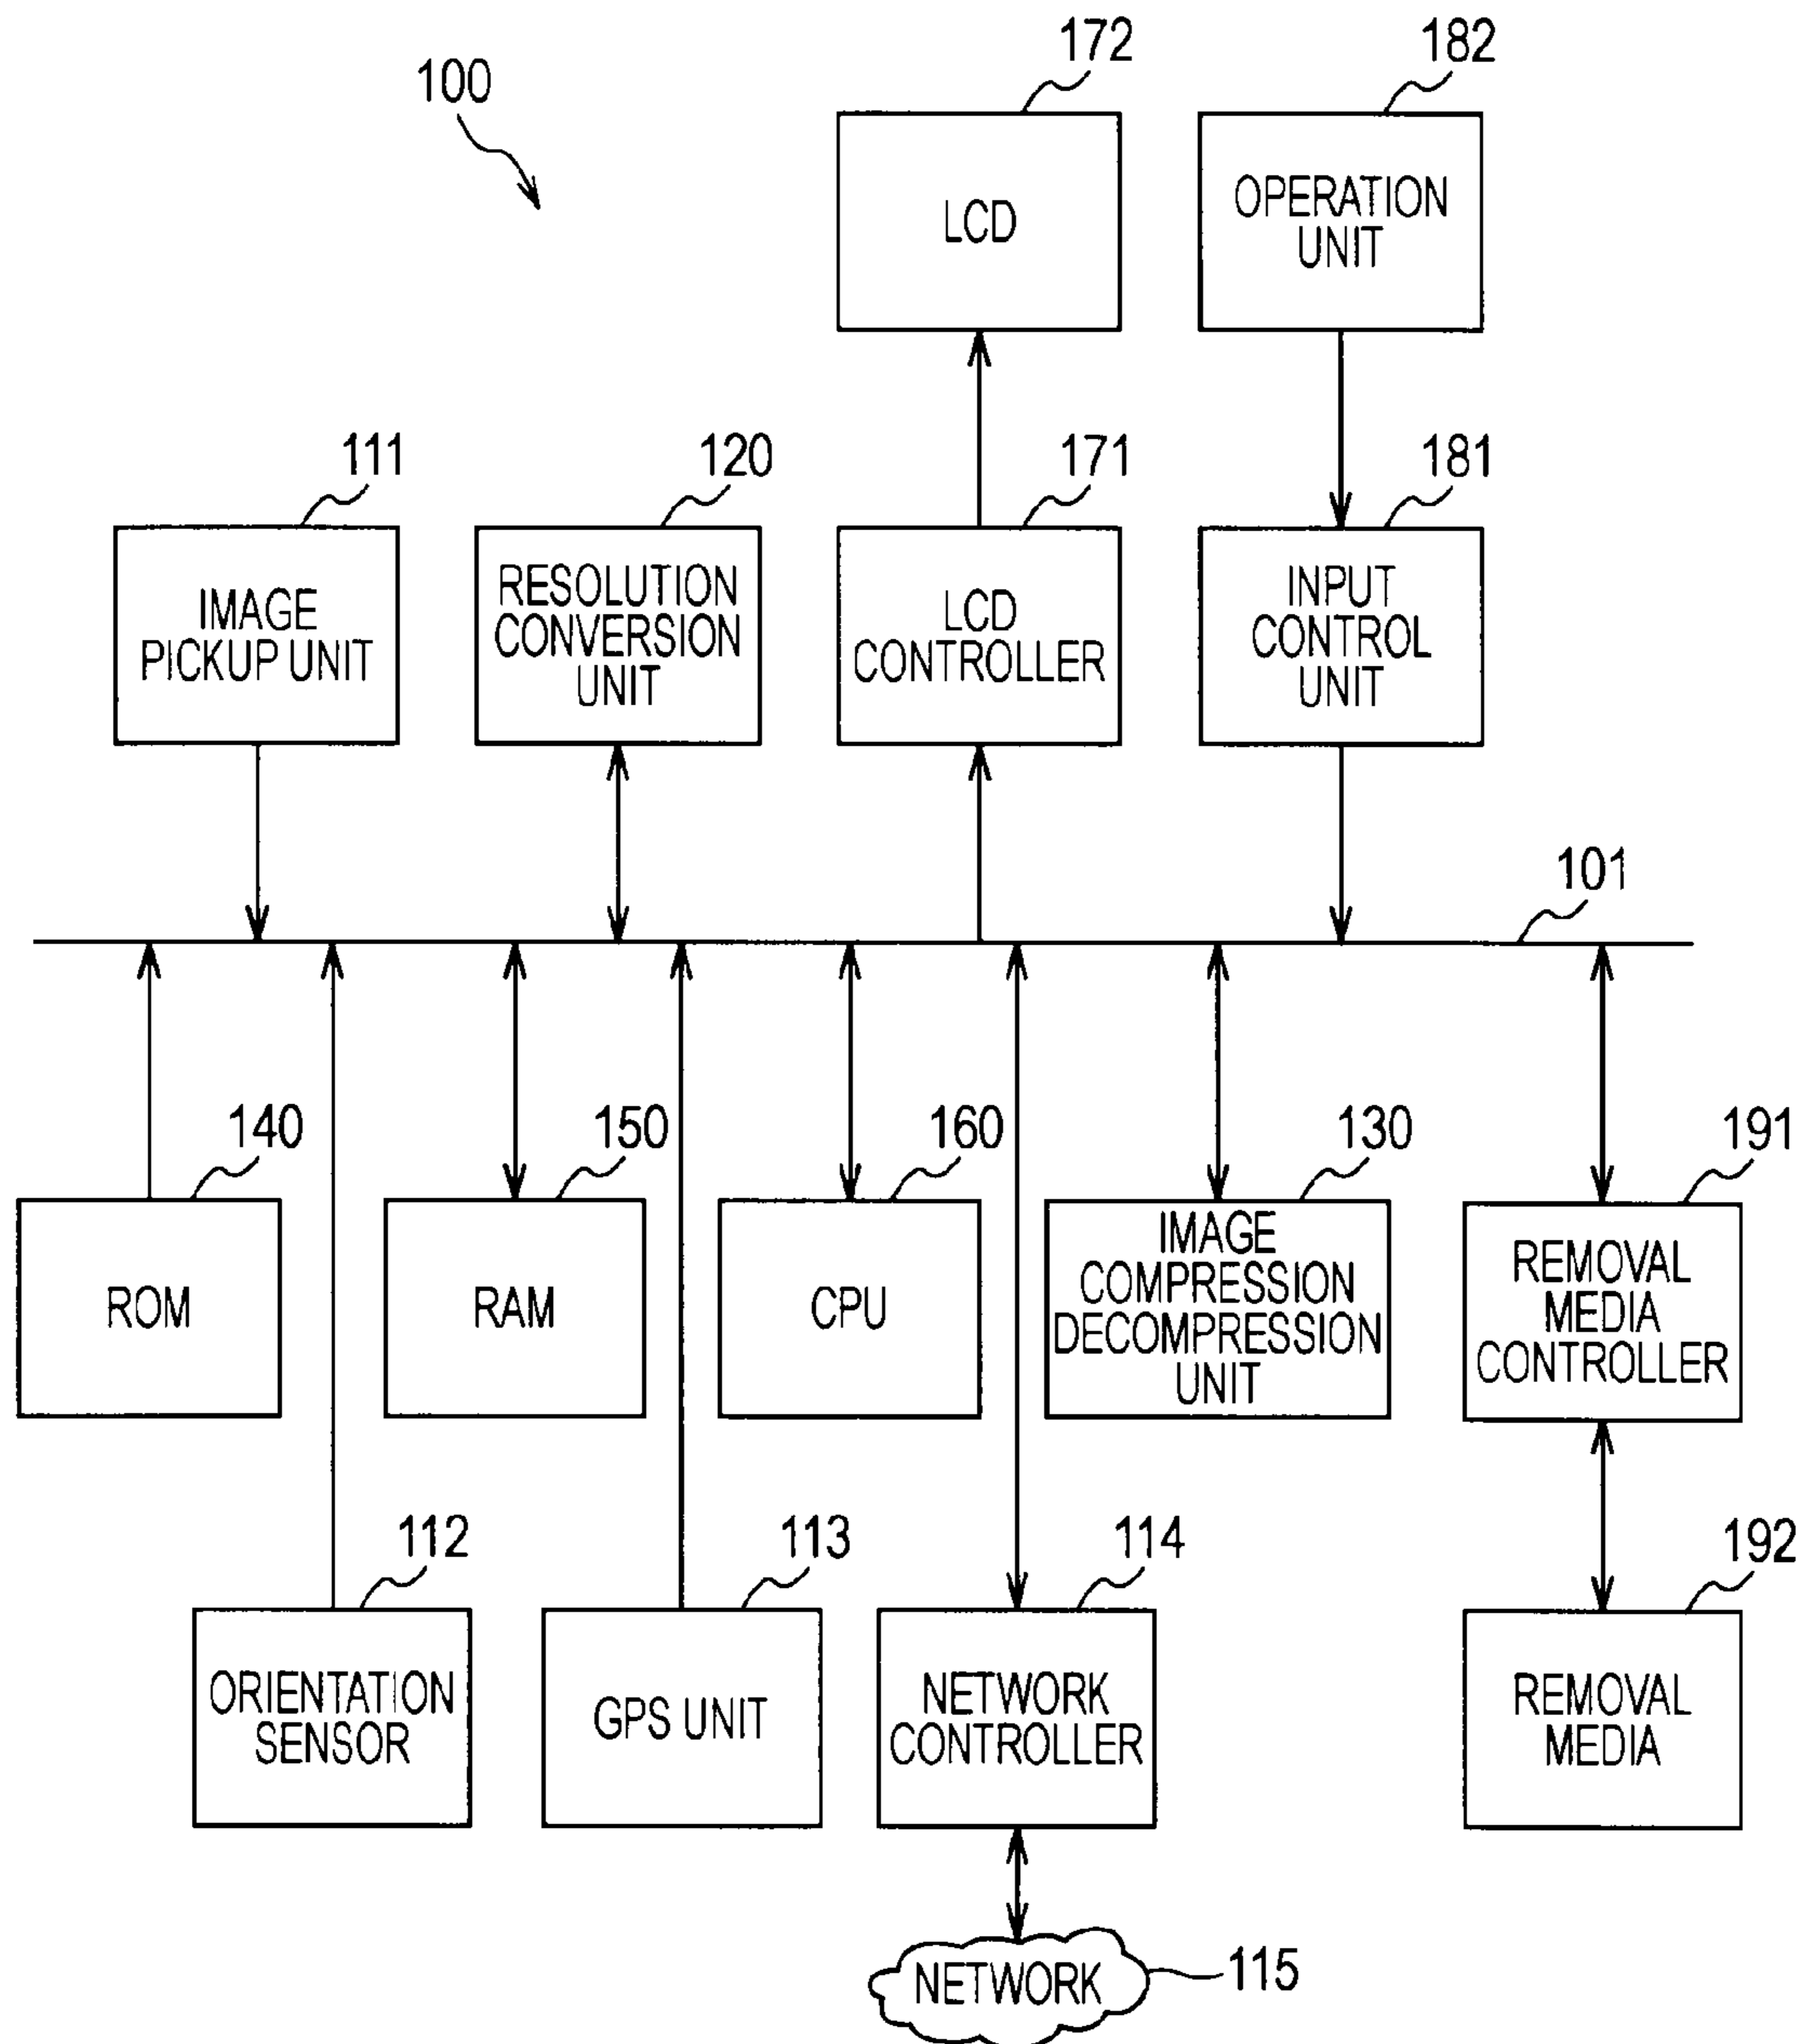 172
182
100
LCD
OPERATION
UNIT
111
120
171
181
IMAGE
PICKUP UNIT
RESOLUTION
CONVERSION
UNIT
LCD
CONTROLLER
INPUT
CONTROL
UNIT
101
140
150
160
130
191
ROM
RAM
CPU
IMAGE
COMPRESSION
DECOMPRESSION
UNIT
REMOVAL
MEDIA
CONTROLLER
112
113
114
192
ORIENTATION
SENSOR
GPS UNIT
NETWORK
CONTROLLER
REMOVAL
MEDIA
NETWORK
115